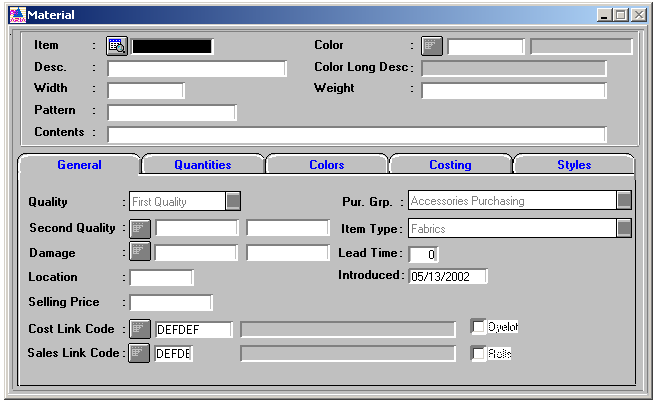 ARIA Material
Item : Color :
Desc. : Color Long Desc :
Width : Weight :
Pattern :
Contents :
General Quantities Colors Costing Styles
Quality : First Quality Pur. Grp. : Accessories Purchasing
Second Quality : Item Type : Fabrics
Damage : Lead Time : 0
Location : Introduced : 05/13/2002
Selling Price :
Cost Link Code : DEFDEF Dyelot
Sales Link Code : DEFDE Rolls